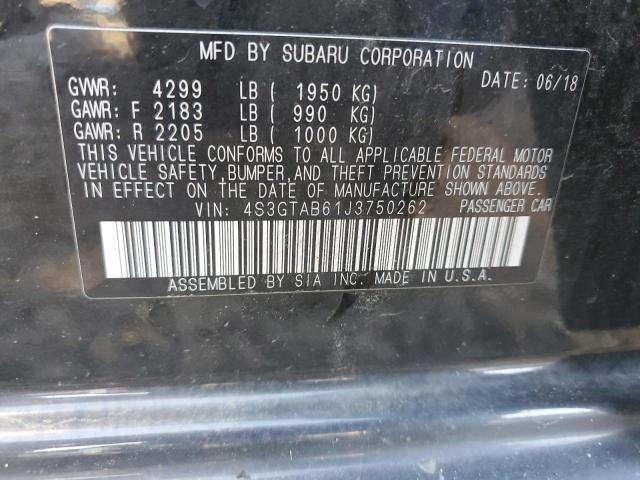 MFD BY SUBARU CORPORATION
DATE: 06/18
GVWR: 4299 LB ( 1950 KG)
GAWR: F 2183 LB ( 990 KG)
GAWR: R 2205 LB ( 1000 KG)
THIS VEHICLE CONFORMS TO ALL APPLICABLE FEDERAL MOTOR
VEHICLE SAFETY, BUMPER, AND THEFT PREVENTION STANDARDS
IN EFFECT ON THE DATE OF MANUFACTURE SHOWN ABOVE.
VIN: 4S3GTAB61J3750262 PASSENGER CAR
ASSEMBLED BY SIA INC. MADE IN U.S.A.